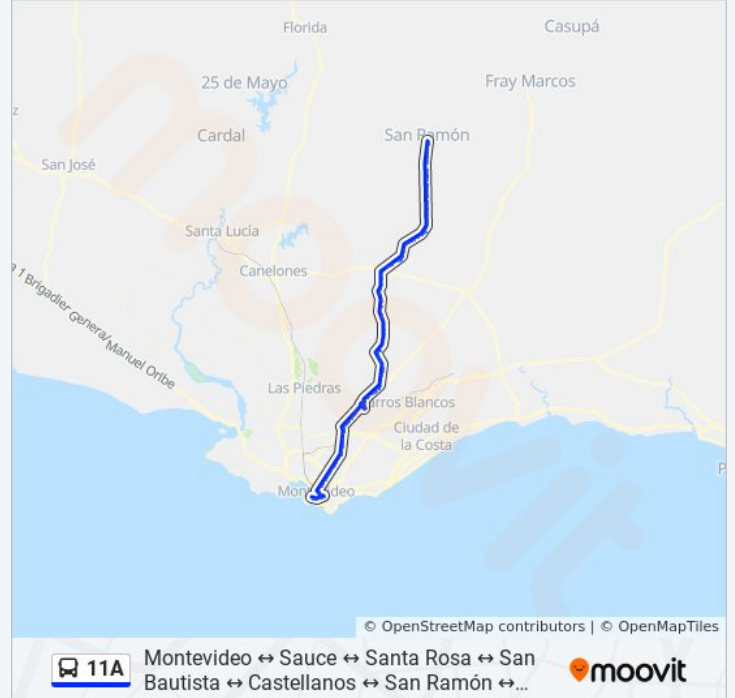 Florida
Casupá
25 de Mayo
Fray Marcos
Cardal
San Ramón
z
San José
Santa Lucía
Canelones
a 1 Brigadier General Manuel Oribe
Las Piedras
arros Blancos
Ciudad de
la Costa
P
Montevideo
moovit
© OpenStreetMap contributors | © OpenMapTiles
11A
Montevideo ↔ Sauce ↔ Santa Rosa ↔ San
Bautista ↔ Castellanos ↔ San Ramón ↔...
moovit